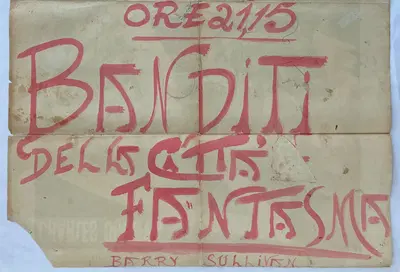 ORE 21,15
BANDITI
DELLA CITTÀ
FANTASMA
BARRY SULLIVAN